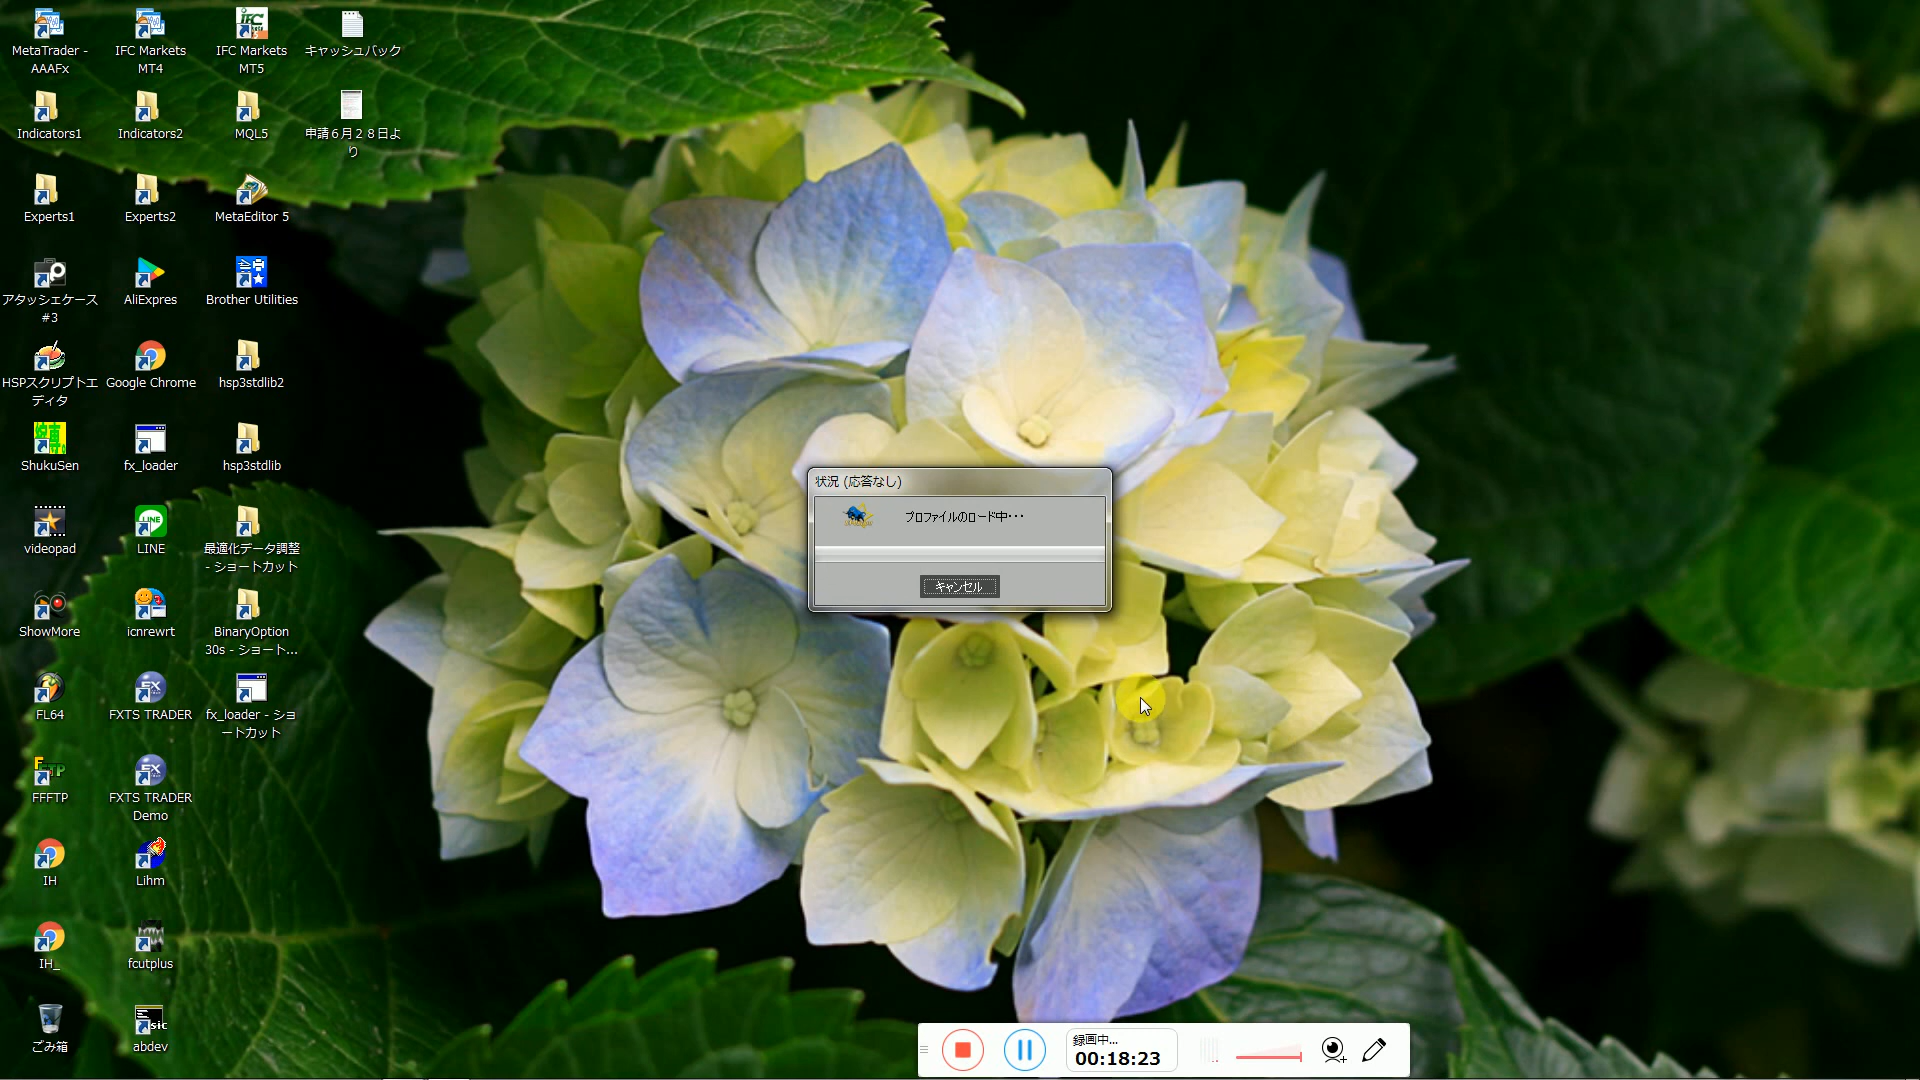 MetaTrader -
AAAFx
IFC Markets
MT4
IFC Markets
MT5
キャッシュバック
Indicators1
Indicators2
MQL5
申請６月２８日よ
り
Experts1
Experts2
MetaEditor 5
アタッシェケース
#3
AliExpres
Brother Utilities
HSPスクリプトエ
ディタ
Google Chrome
hsp3stdlib2
ShukuSen
fx_loader
hsp3stdlib
videopad
LINE
最適化データ調整
- ショートカット
ShowMore
icnrewrt
BinaryOption
30s - ショート...
FL64
FXTS TRADER
fx_loader - ショ
ートカット
FFFTP
FXTS TRADER
Demo
IH
Lihm
IH_
fcutplus
ごみ箱
abdev
状況 (応答なし)
プロファイルのロード中･･･
キャンセル
録画中...
00:18:23